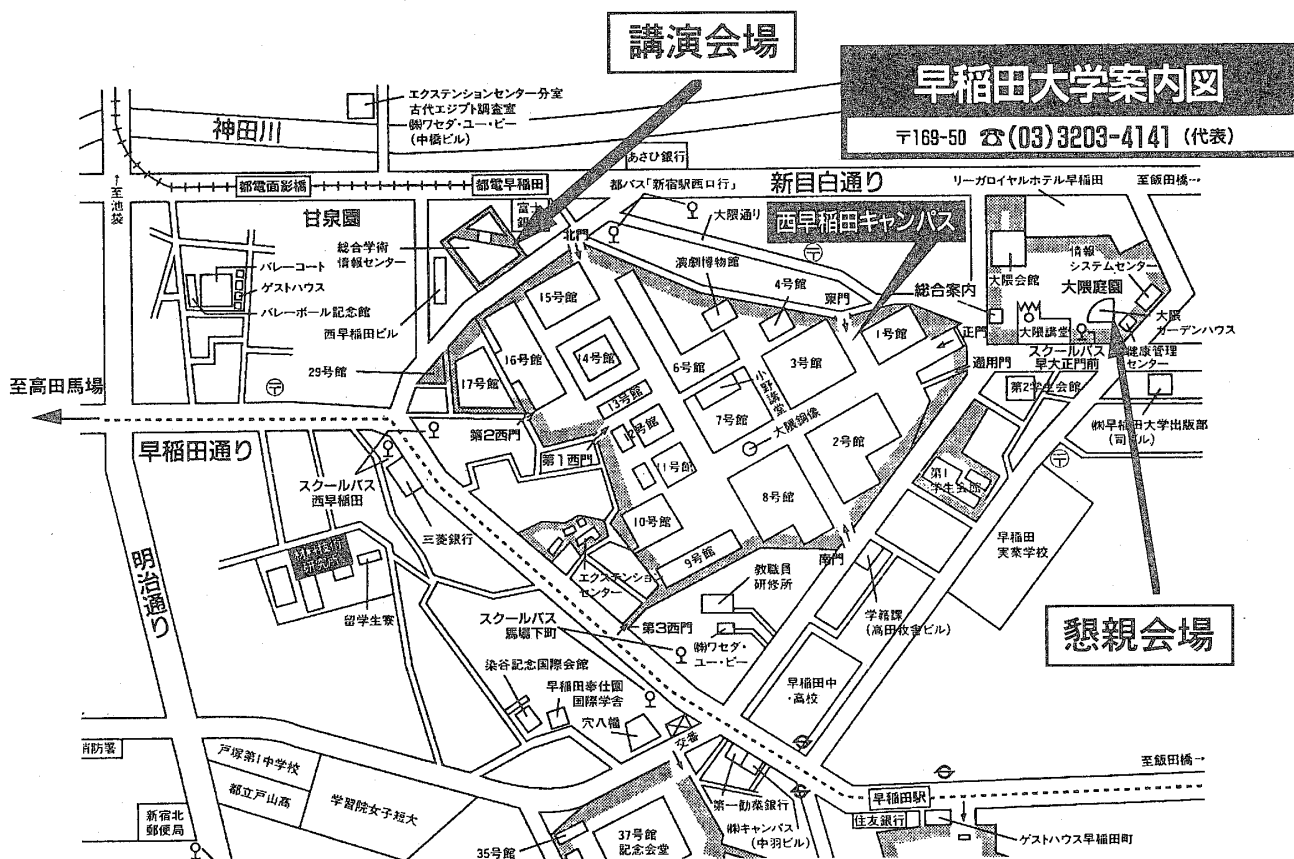 講演会場
早稲田大学案内図
〒169-50 ☎(03)3203-4141 (代表)
エクステンションセンター分室
古代エジプト調査室
㈱ワセダ・ユー・ピー
(中橋ビル)
神田川
あさひ銀行
↑至池袋
都電面影橋
都電早稲田
都バス「新宿駅西口行」
新目白通り
リーガロイヤルホテル早稲田
至飯田橋→
甘泉園
富士銀
大隈通り
西早稲田キャンパス
総合学術
情報センター
北門
演劇博物館
〒
バレーコート
ゲストハウス
バレーボール記念館
西早稲田ビル
15号館
4号館
東門
総合案内
大隈会館
情報
システムセンター
大隈庭園
大隈
ガーデンハウス
大隈講堂
1号館
正門
16号館
14号館
6号館
3号館
スクールバス
早大正門前
健康管理
センター
29号館
17号館
小野講堂
通用門
第2学生会館
至高田馬場
〒
13号館
7号館
12号館
大隈銅像
2号館
㈱早稲田大学出版部
(司ビル)
早稲田通り
第2西門
第1西門
11号館
第1
学生会館
〒
スクールバス
西早稲田
8号館
10号館
三菱銀行
9号館
南門
早稲田
実業学校
明治通り
留学生寮
エクステンション
センター
教職員
研修所
学籍課
(高田牧舎ビル)
スクールバス
馬場下町
第3西門
㈱ワセダ・
ユー・ピー
懇親会場
染谷記念国際会館
早稲田奉仕園
国際学舎
早稲田中
・高校
穴八幡
交番
消防署
戸塚第1中学校
都立戸山高
学習院女子短大
至飯田橋→
第一勧業銀行
早稲田駅
新宿北
郵便局
㈱キャンパス
(中羽ビル)
住友銀行
ゲストハウス早稲田町
35号館
37号館
記念会堂